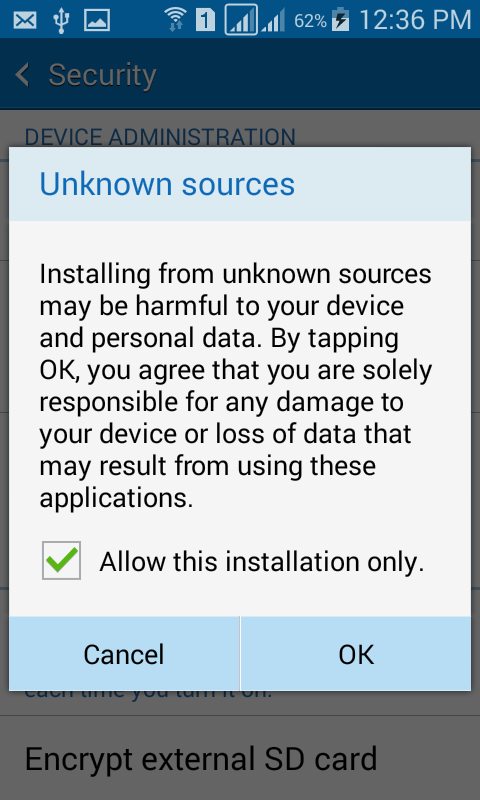 1 62% 12:36 PM
Security
DEVICE ADMINISTRATION
Unknown sources
Installing from unknown sources
may be harmful to your device
and personal data. By tapping
OK, you agree that you are solely
responsible for any damage to
your device or loss of data that
may result from using these
applications.
Allow this installation only.
Cancel OK
each time you turn it on.
Encrypt external SD card